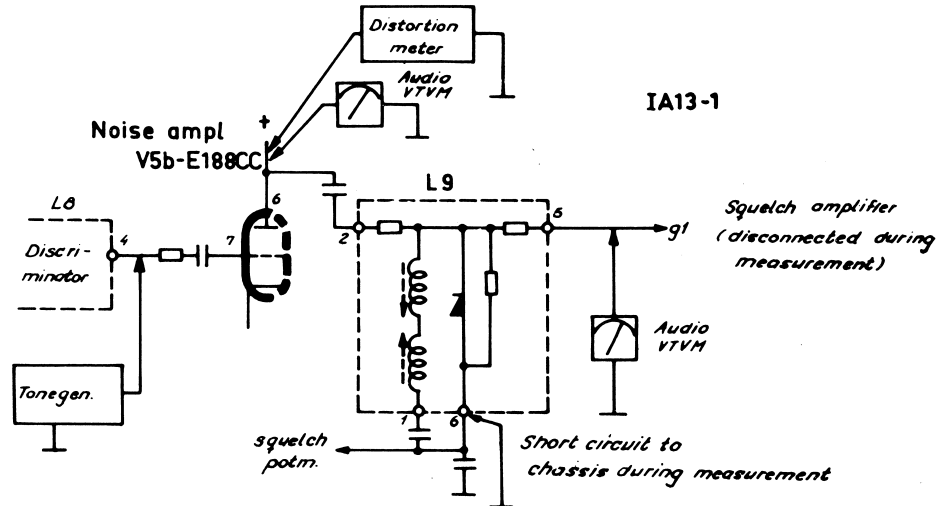 Distortion
meter
Audio
VTVM
IA13-1
+
Noise ampl
V5b-E188CC
6
L9
L8
4
7
Discri-
minator
2
5
g1
Squelch amplifier
(disconnected during
measurement)
Audio
VTVM
Tonegen.
1
6
squelch
potm.
Short circuit to
chassis during measurement